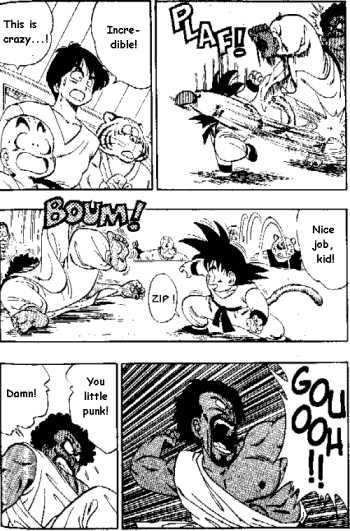 This is
crazy...!
Incre-
dible!
PLAF!
BOUM!
ZIP!
Nice
job,
kid!
Damn!
You
little
punk!
GOU
OOH
!!